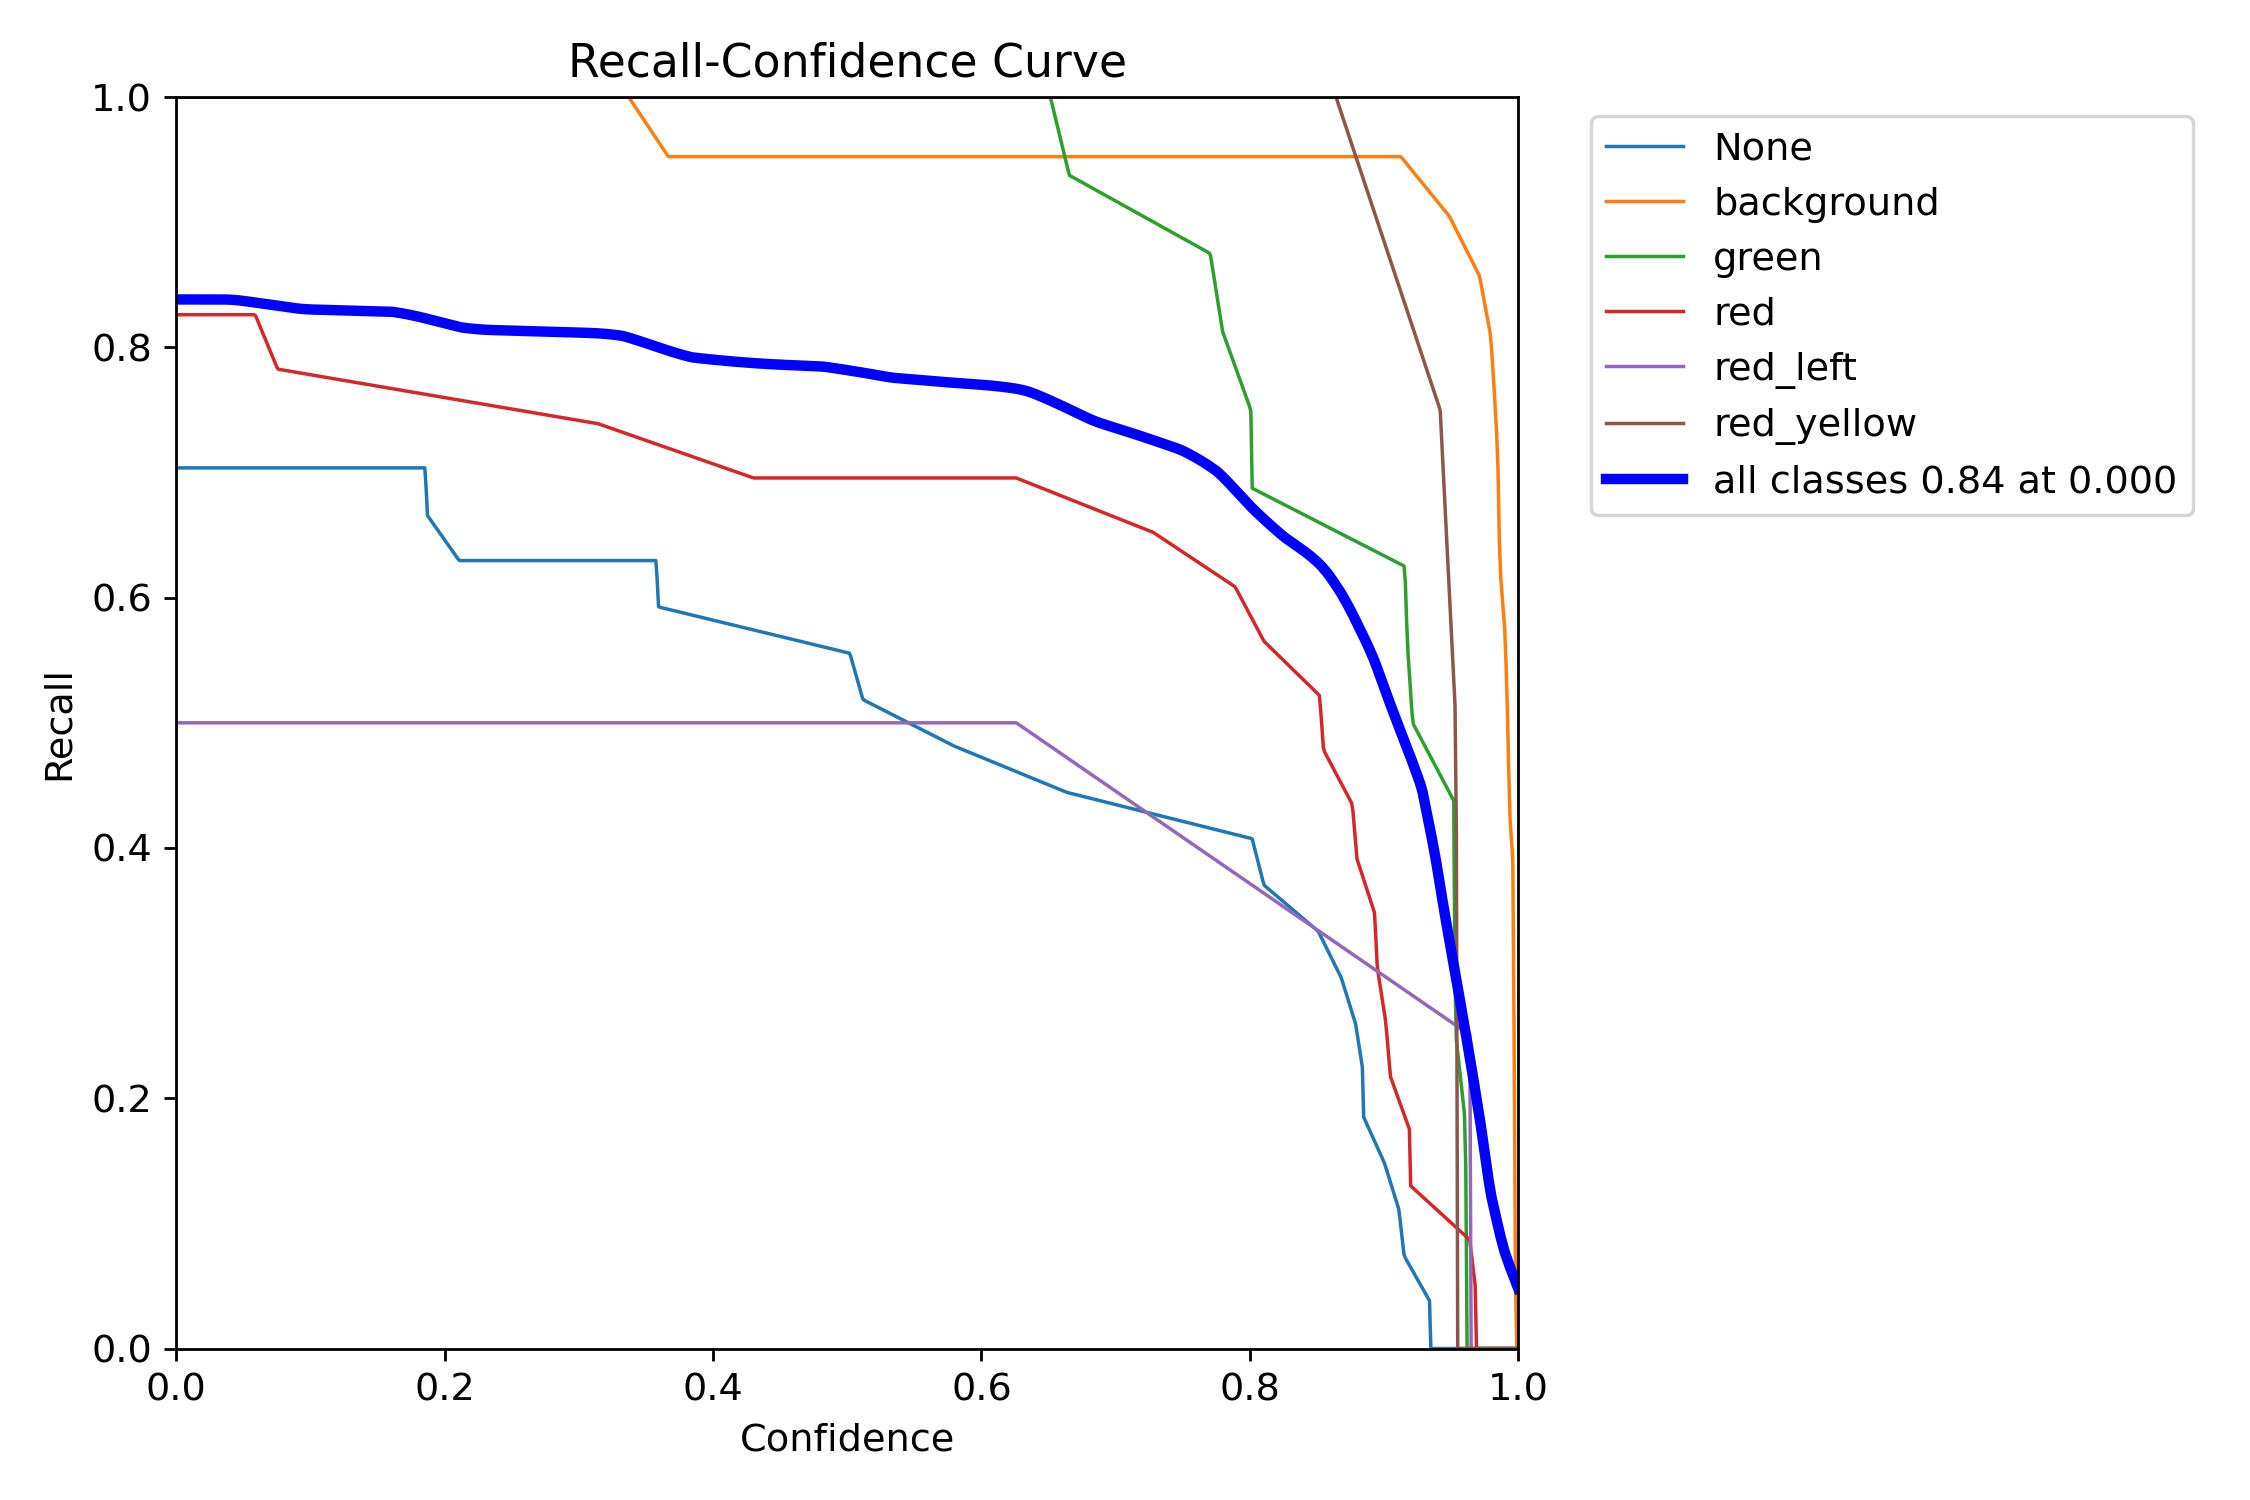 Recall-Confidence Curve
1.0
0.8
0.6
0.4
0.2
0.0
Recall
0.0 0.2 0.4 0.6 0.8 1.0
Confidence
None
background
green
red
red_left
red_yellow
all classes 0.84 at 0.000